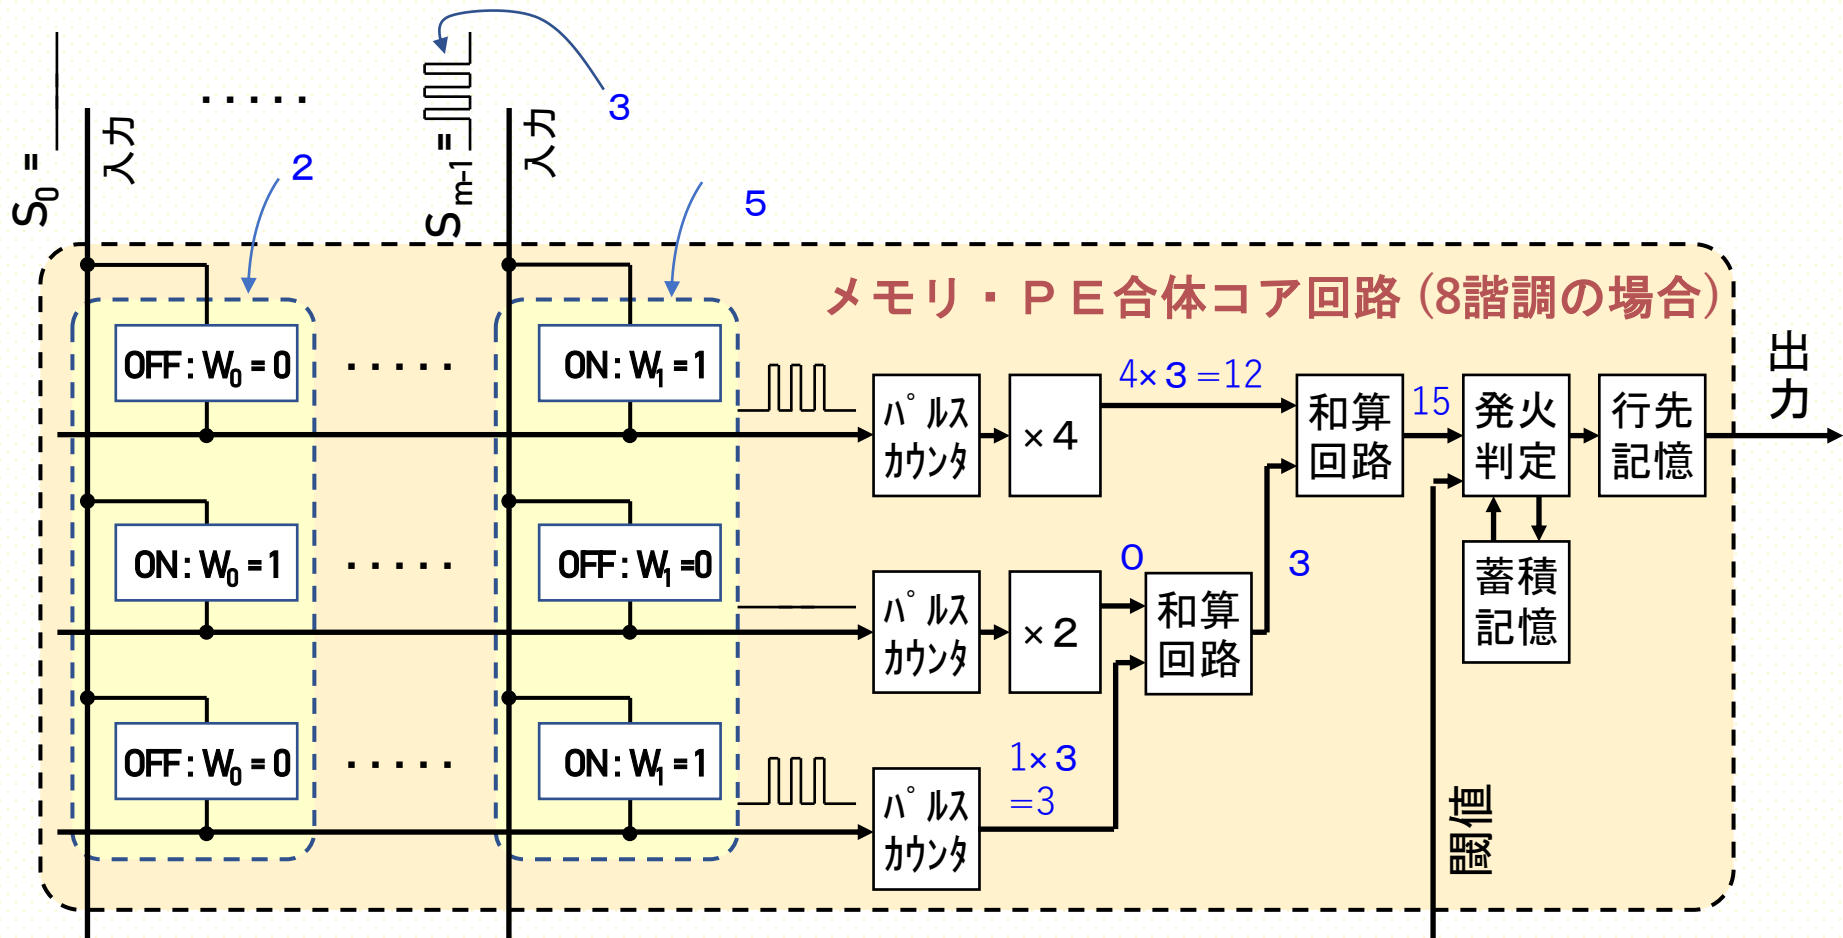 S0 =
入力
・・・・・
2
Sm-1 =
入力
3
5
メモリ・PE合体コア回路 (8階調の場合)
OFF: W0 = 0
・・・・・
ON: W1 = 1
パルス
カウンタ
×4
4×3=12
和算
回路
15
発火
判定
行先
記憶
出力
ON: W0 = 1
・・・・・
OFF: W1 =0
パルス
カウンタ
×2
0
和算
回路
3
蓄積
記憶
OFF: W0 = 0
・・・・・
ON: W1 = 1
パルス
カウンタ
1×3
=3
閾値